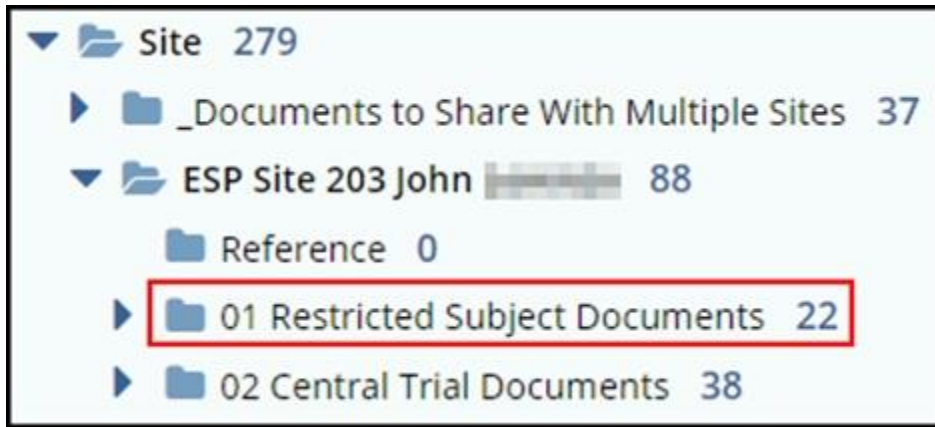 Site 279
_Documents to Share With Multiple Sites 37
ESP Site 203 John 88
Reference 0
01 Restricted Subject Documents 22
02 Central Trial Documents 38